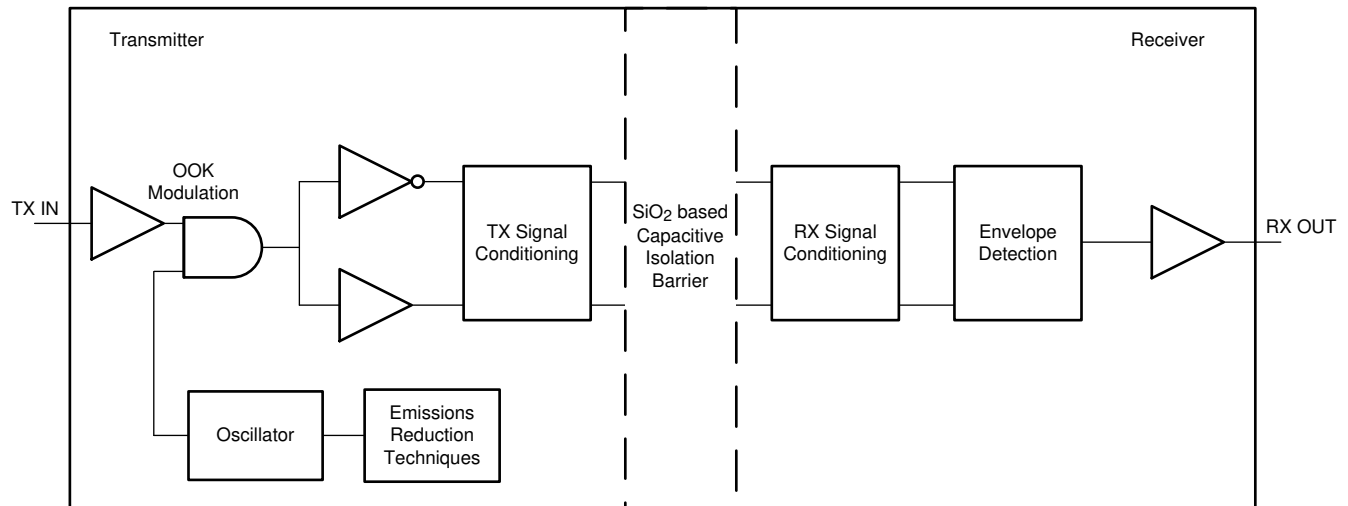 Transmitter
Receiver
OOK
Modulation
TX IN
TX Signal
Conditioning
SiO2 based
Capacitive
Isolation
Barrier
RX Signal
Conditioning
Envelope
Detection
RX OUT
Oscillator
Emissions
Reduction
Techniques